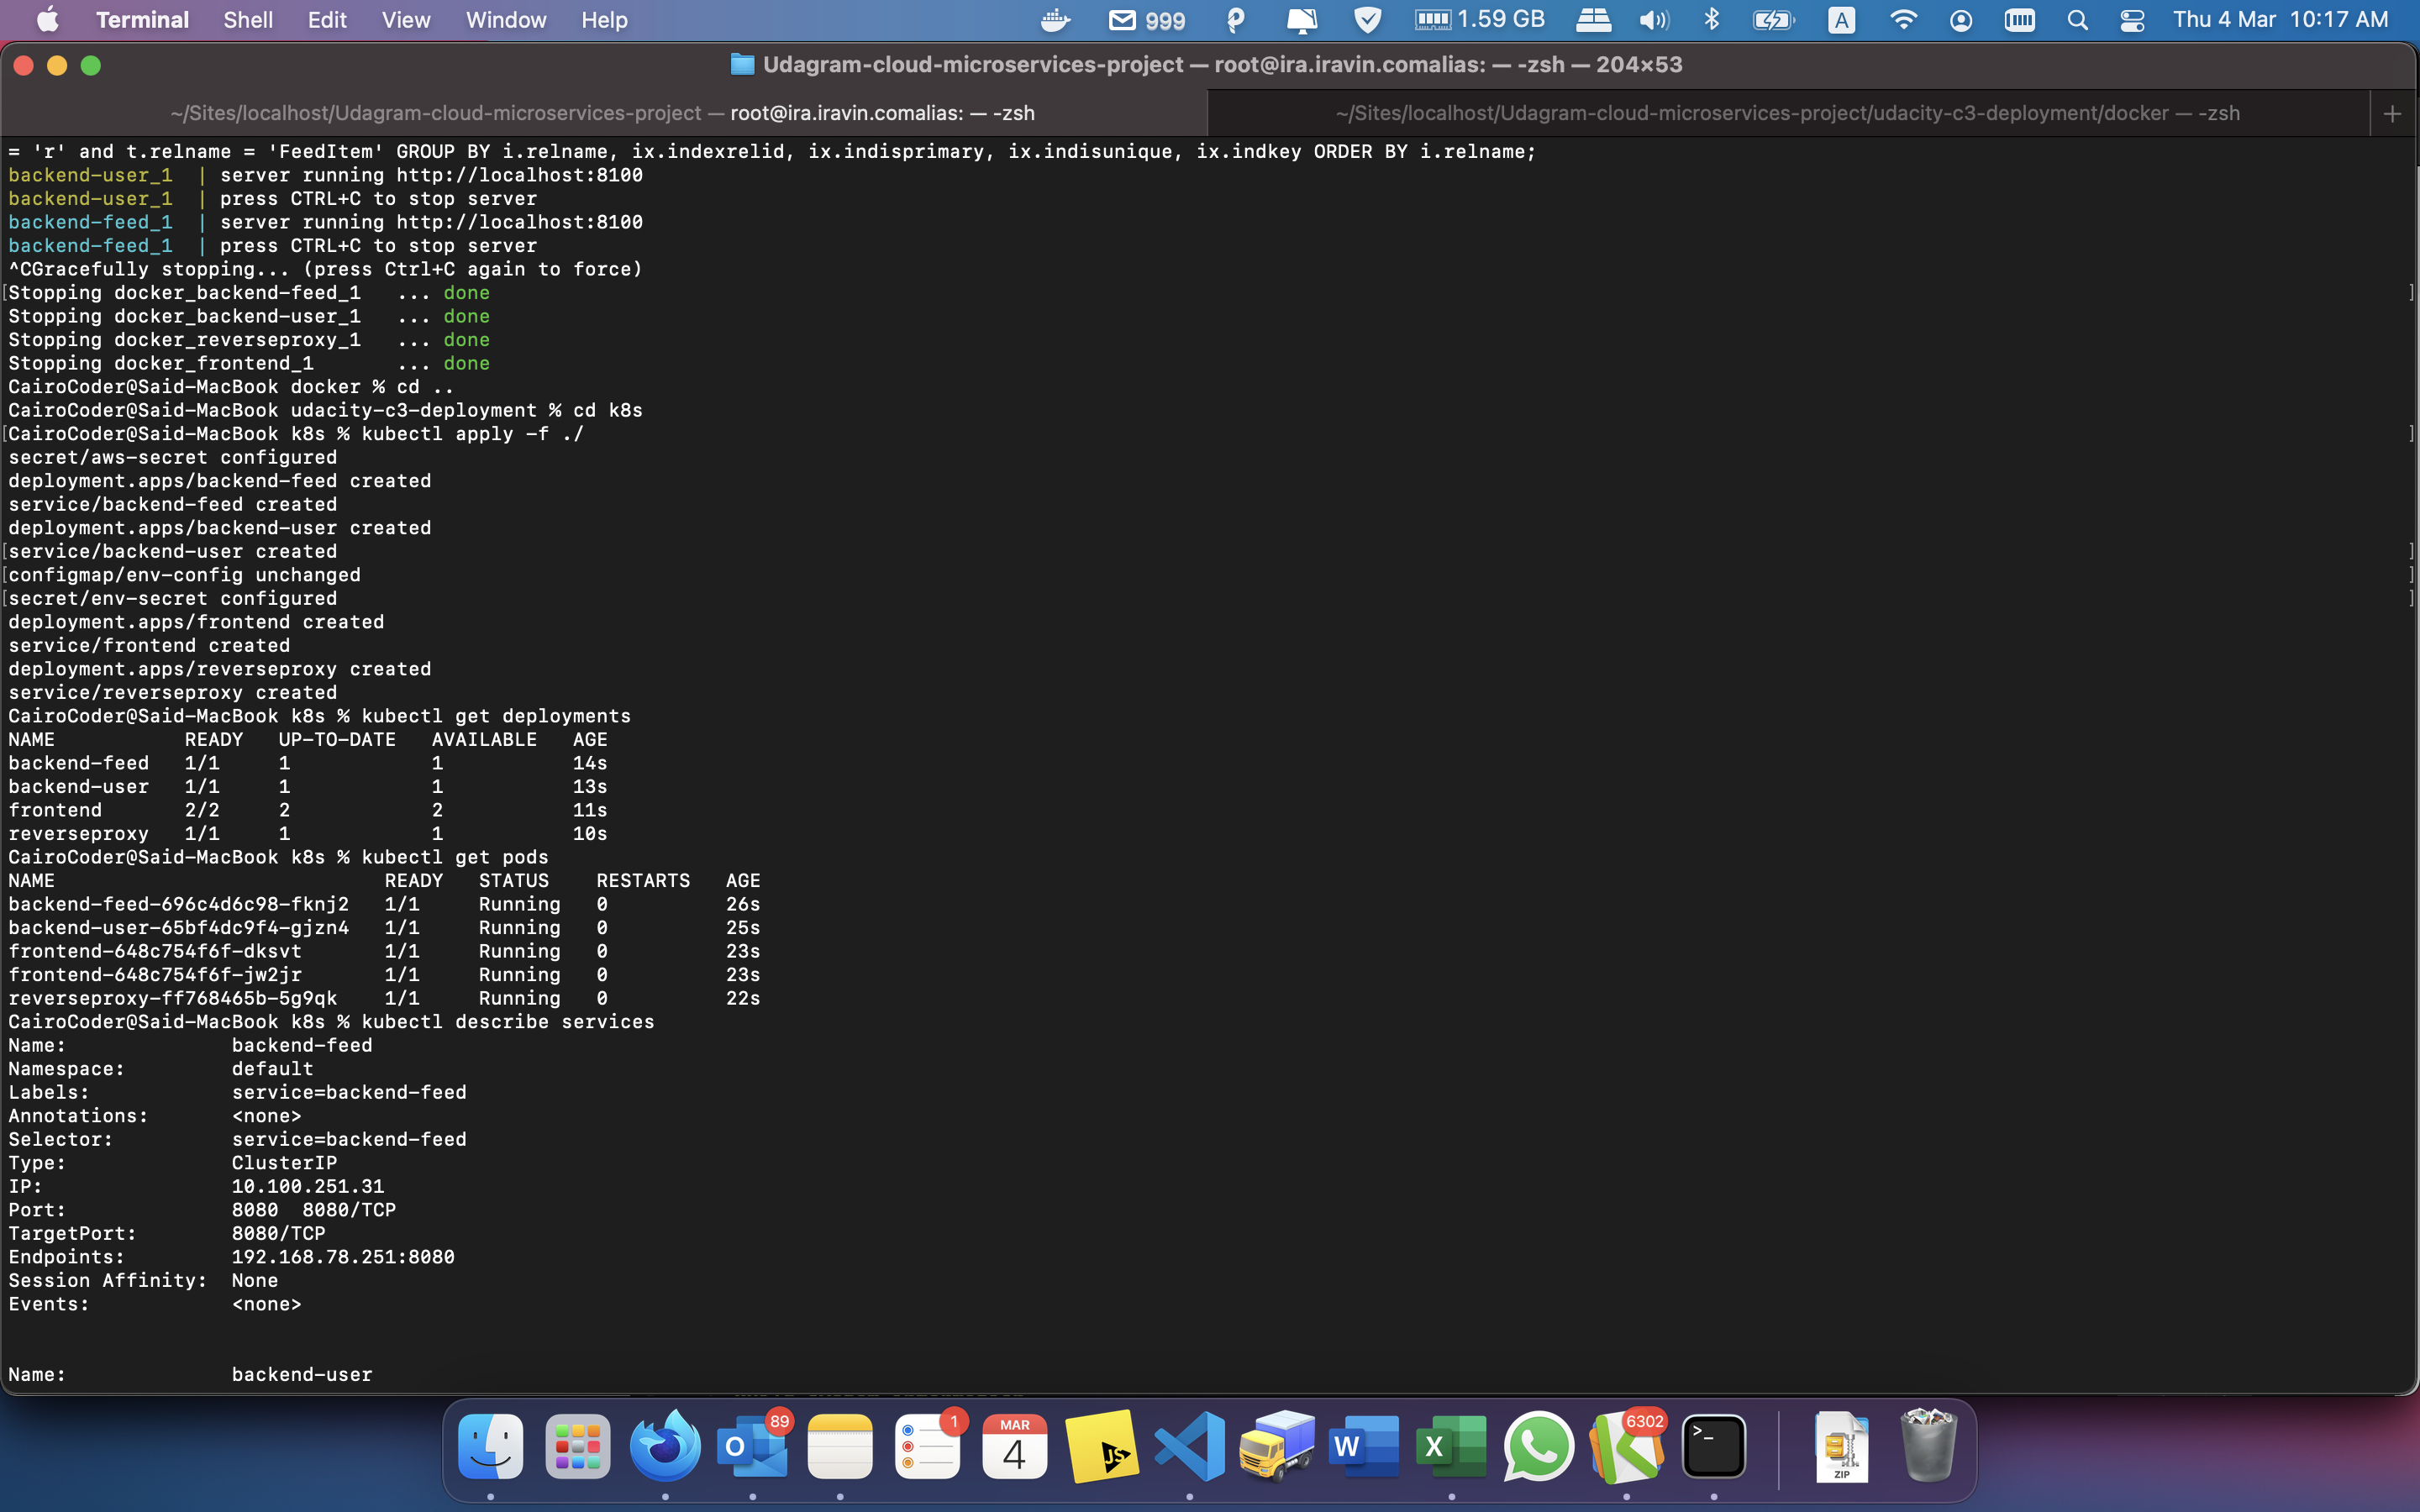 Terminal Shell Edit View Window Help 999 1.59 GB A Thu 4 Mar 10:17 AM
Udagram-cloud-microservices-project — root@ira.iravin.comalias: — -zsh — 204×53
~/Sites/localhost/Udagram-cloud-microservices-project — root@ira.iravin.comalias: — -zsh ~/Sites/localhost/Udagram-cloud-microservices-project/udacity-c3-deployment/docker — -zsh +
= 'r' and t.relname = 'FeedItem' GROUP BY i.relname, ix.indexrelid, ix.indisprimary, ix.indisunique, ix.indkey ORDER BY i.relname;
backend-user_1  | server running http://localhost:8100
backend-user_1  | press CTRL+C to stop server
backend-feed_1  | server running http://localhost:8100
backend-feed_1  | press CTRL+C to stop server
^CGracefully stopping... (press Ctrl+C again to force)
[Stopping docker_backend-feed_1   ... done ]
Stopping docker_backend-user_1   ... done
Stopping docker_reverseproxy_1   ... done
Stopping docker_frontend_1       ... done
CairoCoder@Said-MacBook docker % cd ..
CairoCoder@Said-MacBook udacity-c3-deployment % cd k8s
[CairoCoder@Said-MacBook k8s % kubectl apply -f ./ ]
secret/aws-secret configured
deployment.apps/backend-feed created
service/backend-feed created
deployment.apps/backend-user created
[service/backend-user created ]
[configmap/env-config unchanged ]
[secret/env-secret configured ]
deployment.apps/frontend created
service/frontend created
deployment.apps/reverseproxy created
service/reverseproxy created
CairoCoder@Said-MacBook k8s % kubectl get deployments
NAME           READY   UP-TO-DATE   AVAILABLE   AGE
backend-feed   1/1     1            1           14s
backend-user   1/1     1            1           13s
frontend       2/2     2            2           11s
reverseproxy   1/1     1            1           10s
CairoCoder@Said-MacBook k8s % kubectl get pods
NAME                            READY   STATUS    RESTARTS   AGE
backend-feed-696c4d6c98-fknj2   1/1     Running   0          26s
backend-user-65bf4dc9f4-gjzn4   1/1     Running   0          25s
frontend-648c754f6f-dksvt       1/1     Running   0          23s
frontend-648c754f6f-jw2jr       1/1     Running   0          23s
reverseproxy-ff768465b-5g9qk    1/1     Running   0          22s
CairoCoder@Said-MacBook k8s % kubectl describe services
Name:              backend-feed
Namespace:         default
Labels:            service=backend-feed
Annotations:       <none>
Selector:          service=backend-feed
Type:              ClusterIP
IP:                10.100.251.31
Port:              8080  8080/TCP
TargetPort:        8080/TCP
Endpoints:         192.168.78.251:8080
Session Affinity:  None
Events:            <none>
Name:              backend-user
89 1 6302
MAR
4
O JS W X >_
ZIP